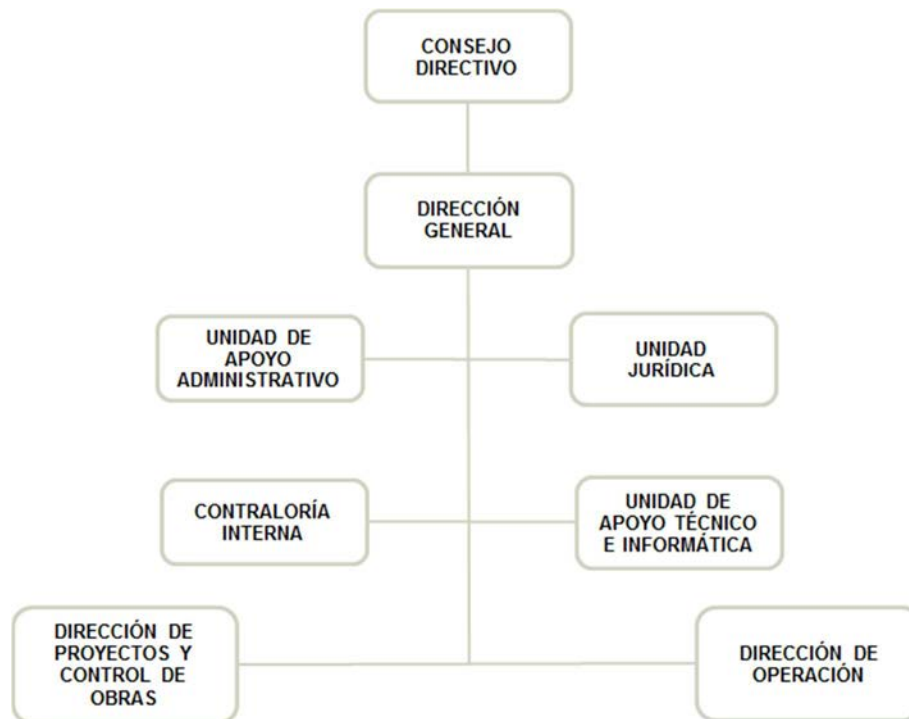 CONSEJO
DIRECTIVO
DIRECCIÓN
GENERAL
UNIDAD DE
APOYO
ADMINISTRATIVO
UNIDAD
JURÍDICA
CONTRALORÍA
INTERNA
UNIDAD DE
APOYO TÉCNICO
E INFORMÁTICA
DIRECCIÓN DE
PROYECTOS Y
CONTROL DE
OBRAS
DIRECCIÓN DE
OPERACIÓN